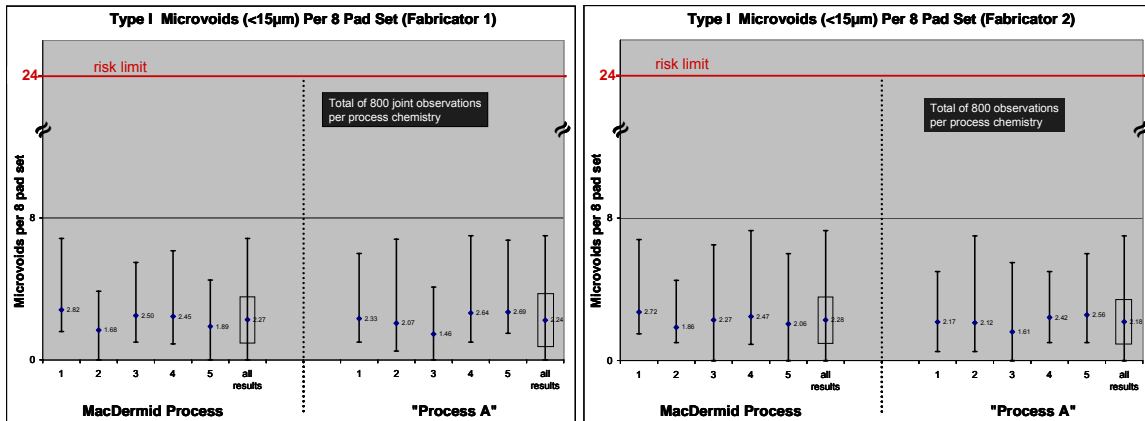 Type I Microvoids (<15µm) Per 8 Pad Set (Fabricator 1)
24
risk limit
Total of 800 joint observations
per process chemistry
Microvoids per 8 pad set
8
0
2.82
1.68
2.50
2.45
1.89
2.27
2.33
2.07
1.46
2.64
2.69
2.24
1 2 3 4 5 all results 1 2 3 4 5 all results
MacDermid Process "Process A"
Type I Microvoids (<15µm) Per 8 Pad Set (Fabricator 2)
24
risk limit
Total of 800 observations
per process chemistry
Microvoids per 8 pad set
8
0
2.72
1.86
2.27
2.47
2.06
2.28
2.17
2.12
1.61
2.42
2.56
2.18
1 2 3 4 5 all results 1 2 3 4 5 all results
MacDermid Process "Process A"